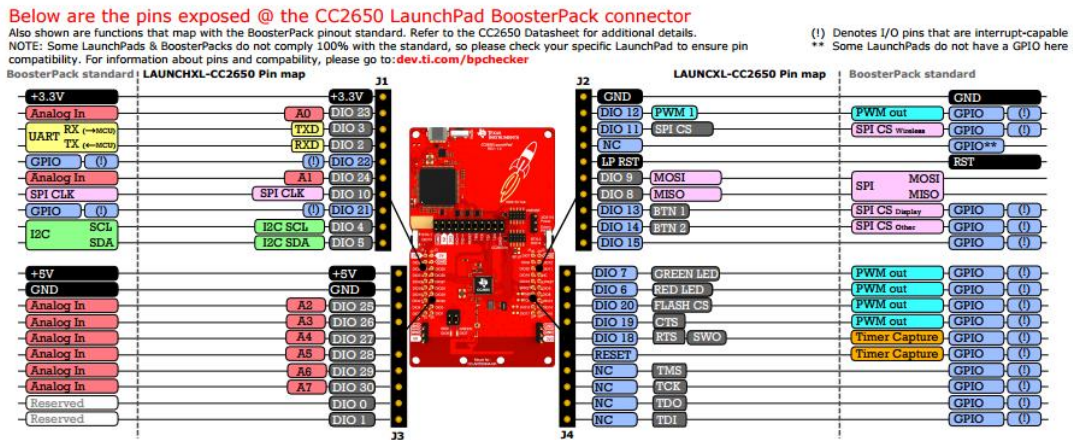 Below are the pins exposed @ the CC2650 LaunchPad BoosterPack connector
Also shown are functions that map with the BoosterPack pinout standard. Refer to the CC2650 Datasheet for additional details.
NOTE: Some LaunchPads & BoosterPacks do not comply 100% with the standard, so please check your specific LaunchPad to ensure pin
compatibility. For information about pins and compability, please go to:dev.ti.com/bpchecker
(!) Denotes I/O pins that are interrupt-capable
** Some LaunchPads do not have a GPIO here
BoosterPack standard LAUNCHXL-CC2650 Pin map J1
+3.3V +3.3V
Analog In A0 DIO 23
UART RX (→MCU) TXD DIO 3
TX (←MCU) RXD DIO 2
GPIO (!) (!) DIO 22
Analog In A1 DIO 24
SPI CLK SPI CLK DIO 10
GPIO (!) (!) DIO 21
I2C SCL I2C SCL DIO 4
SDA I2C SDA DIO 5
+5V +5V
GND GND
Analog In A2 DIO 25
Analog In A3 DIO 26
Analog In A4 DIO 27
Analog In A5 DIO 28
Analog In A6 DIO 29
Analog In A7 DIO 30
Reserved DIO 0
Reserved DIO 1
J3
TEXAS INSTRUMENTS
J2 LAUNCXL-CC2650 Pin map BoosterPack standard
GND GND
DIO 12 PWM 1 PWM out GPIO (!)
DIO 11 SPI CS SPI CS Wireless GPIO (!)
NC GPIO**
LP RST RST
DIO 9 MOSI SPI MOSI
DIO 8 MISO MISO
DIO 13 BTN 1 SPI CS Display GPIO (!)
DIO 14 BTN 2 SPI CS Other GPIO (!)
DIO 15 GPIO (!)
DIO 7 GREEN LED PWM out GPIO (!)
DIO 6 RED LED PWM out GPIO (!)
DIO 20 FLASH CS PWM out GPIO (!)
DIO 19 CTS PWM out GPIO (!)
DIO 18 RTS SWO Timer Capture GPIO (!)
RESET Timer Capture GPIO (!)
NC TMS GPIO (!)
NC TCK GPIO (!)
NC TDO GPIO (!)
NC TDI GPIO (!)
J4